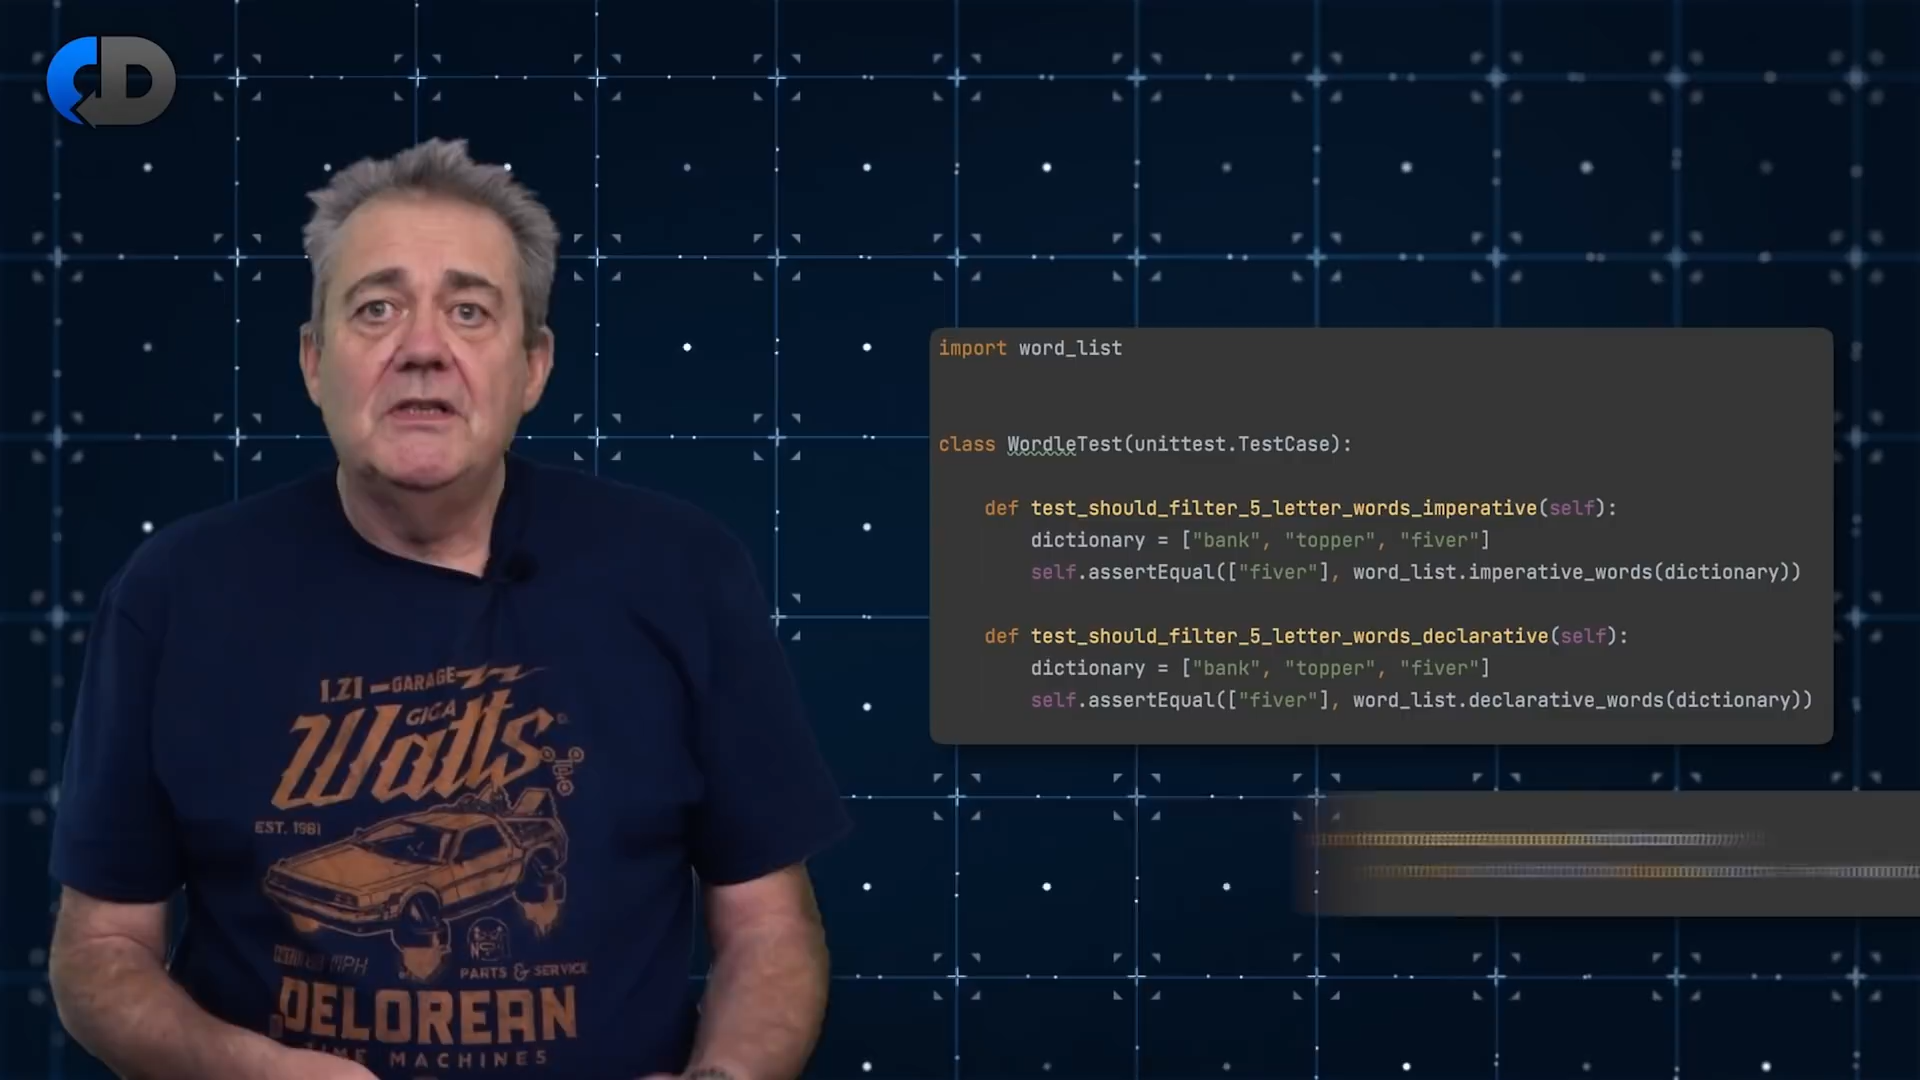 CD
1.21 GARAGE
GIGA
Watts
EST. 1981
MPH
PARTS & SERVICE
DELOREAN
TIME MACHINES
import word_list
class WordleTest(unittest.TestCase):
def test_should_filter_5_letter_words_imperative(self):
dictionary = ["bank", "topper", "fiver"]
self.assertEqual(["fiver"], word_list.imperative_words(dictionary))
def test_should_filter_5_letter_words_declarative(self):
dictionary = ["bank", "topper", "fiver"]
self.assertEqual(["fiver"], word_list.declarative_words(dictionary))